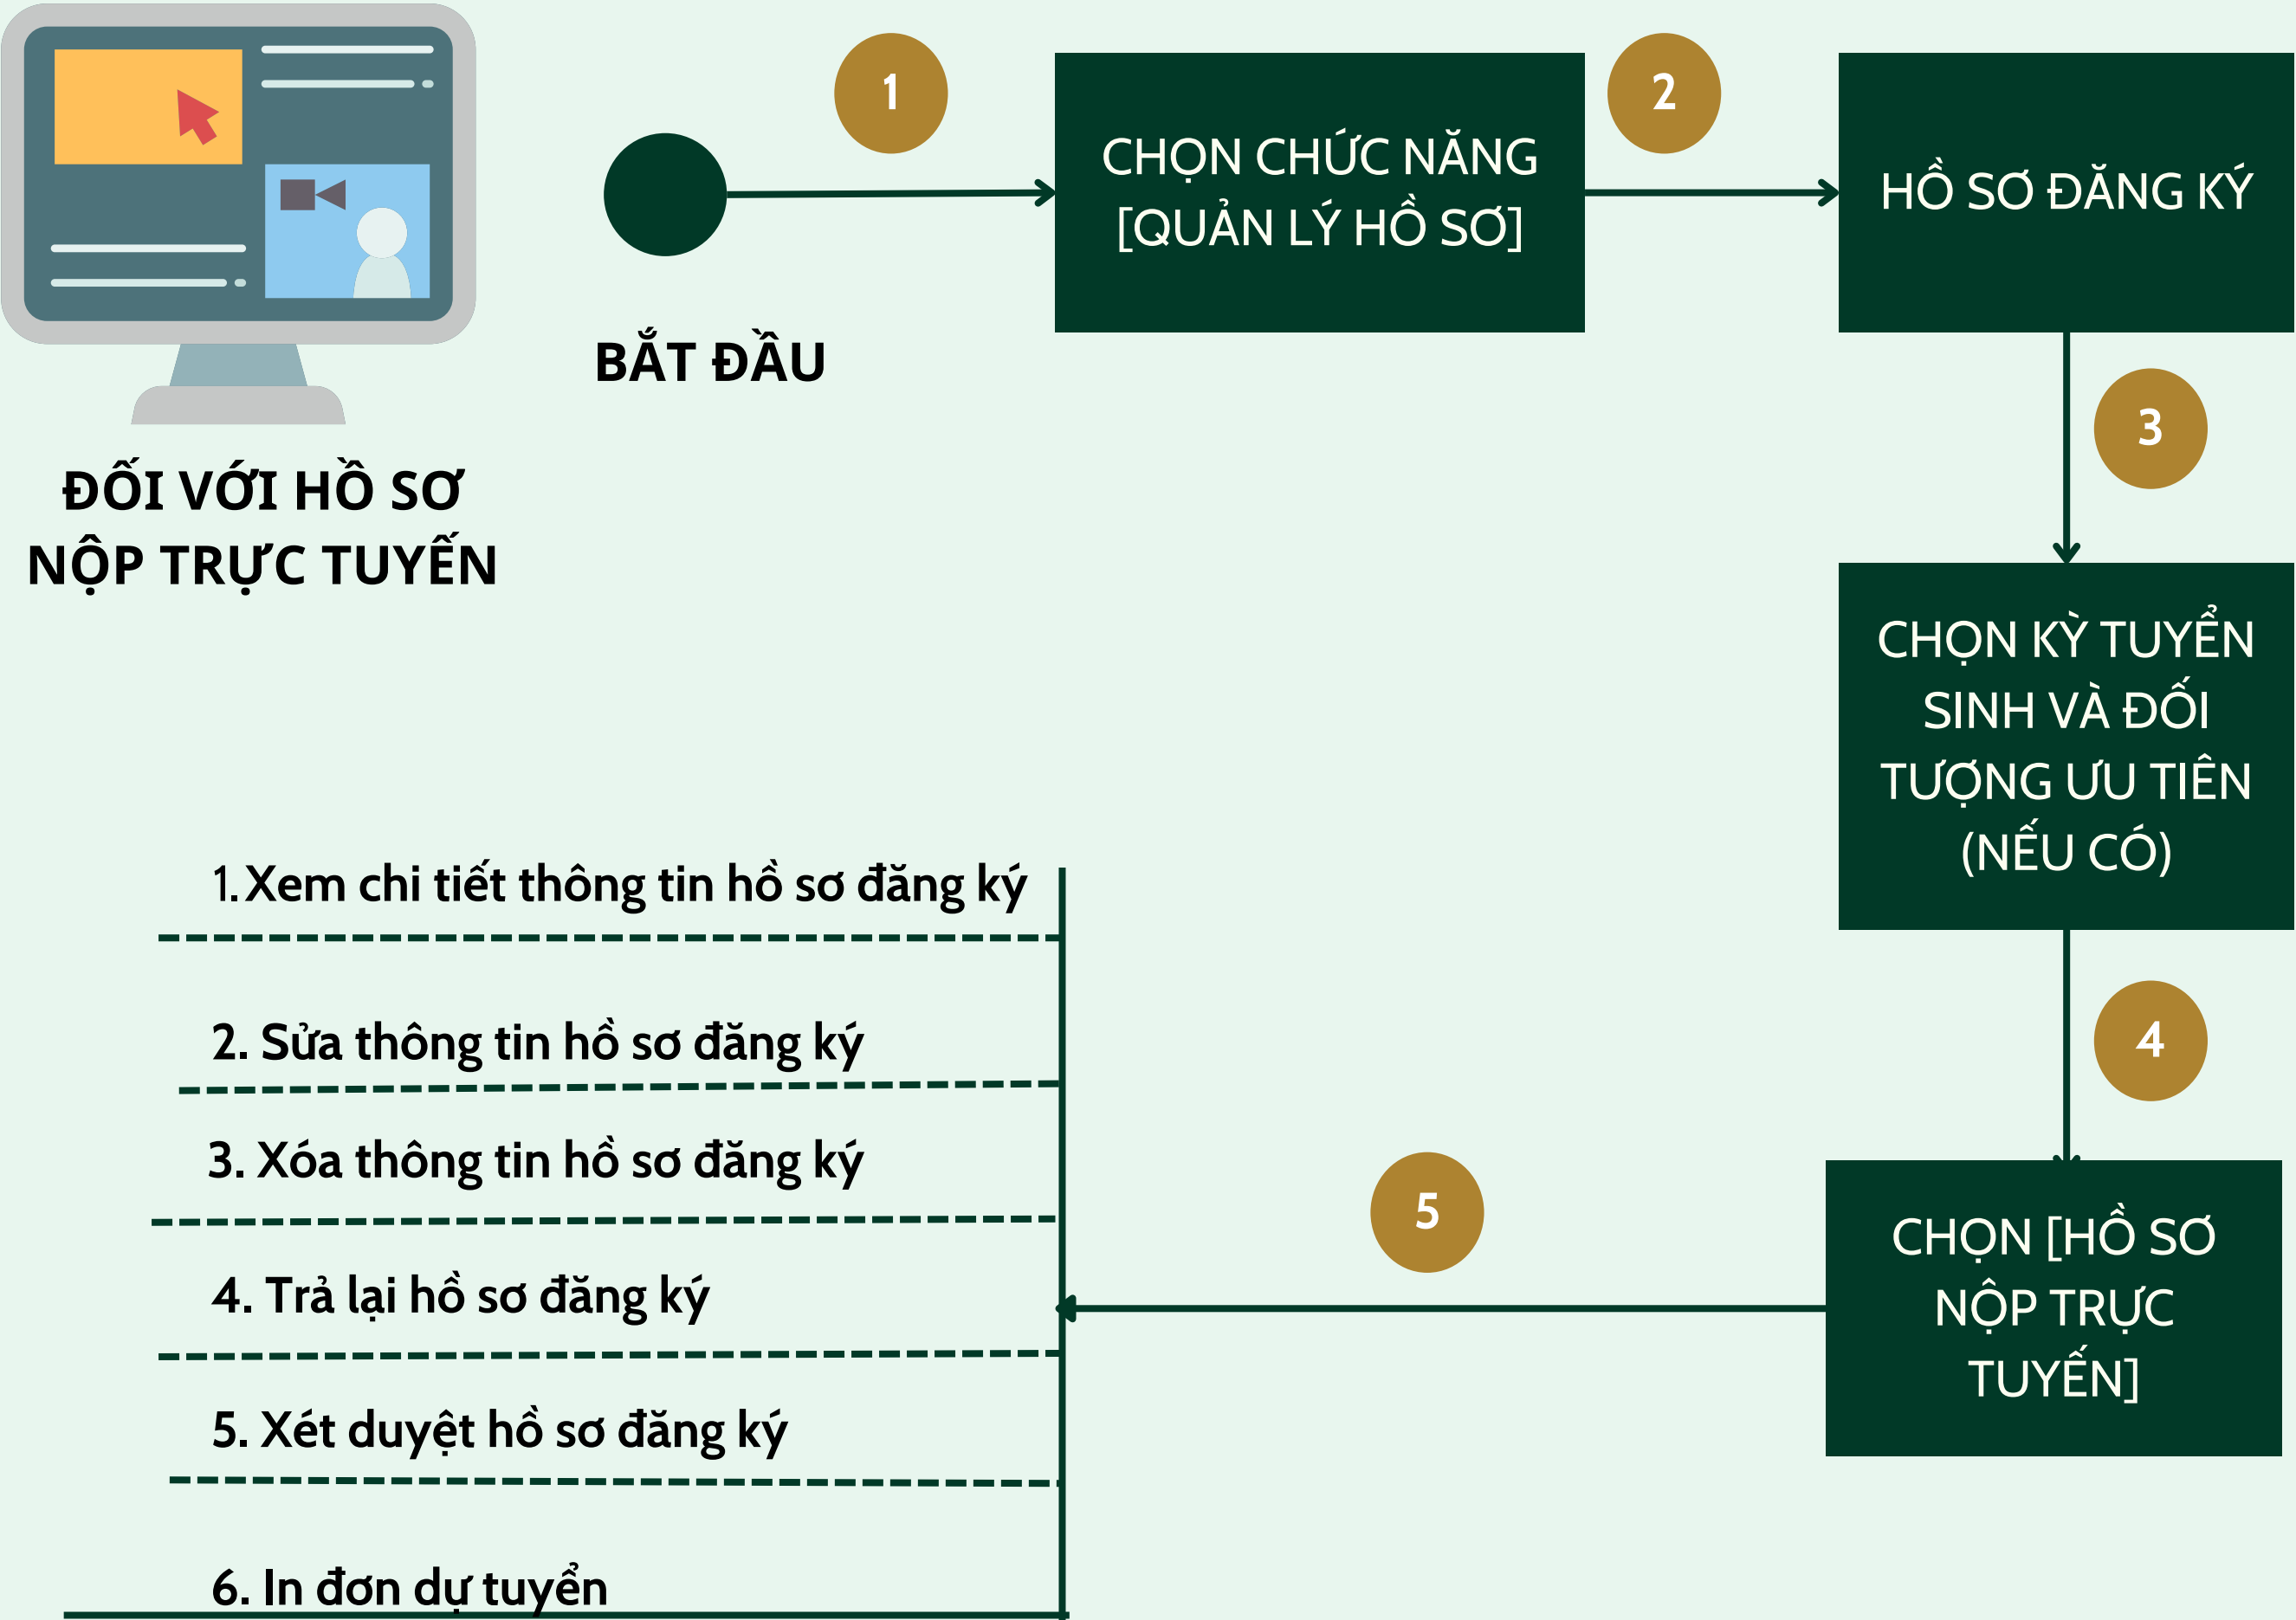 1
CHỌN CHỨC NĂNG
[QUẢN LÝ HỒ SƠ]
2
HỒ SƠ ĐĂNG KÝ
BẮT ĐẦU
3
ĐỐI VỚI HỒ SƠ
NỘP TRỰC TUYẾN
CHỌN KỲ TUYỂN
SINH VÀ ĐỐI
TƯỢNG ƯU TIÊN
(NẾU CÓ)
4
CHỌN [HỒ SƠ
NỘP TRỰC
TUYẾN]
5
1. Xem chi tiết thông tin hồ sơ đăng ký
2. Sửa thông tin hồ sơ đăng ký
3. Xóa thông tin hồ sơ đăng ký
4. Trả lại hồ sơ đăng ký
5. Xét duyệt hồ sơ đăng ký
6. In đơn dự tuyển